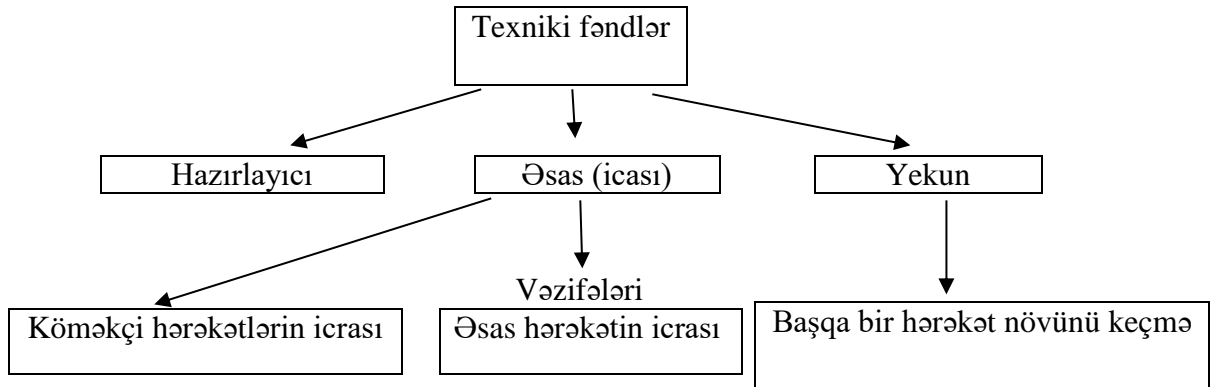 Texniki fəndlər
Hazırlayıcı
Əsas (icası)
Yekun
Vəzifələri
Köməkçi hərəkətlərin icrası
Əsas hərəkətin icrası
Başqa bir hərəkət növünü keçmə